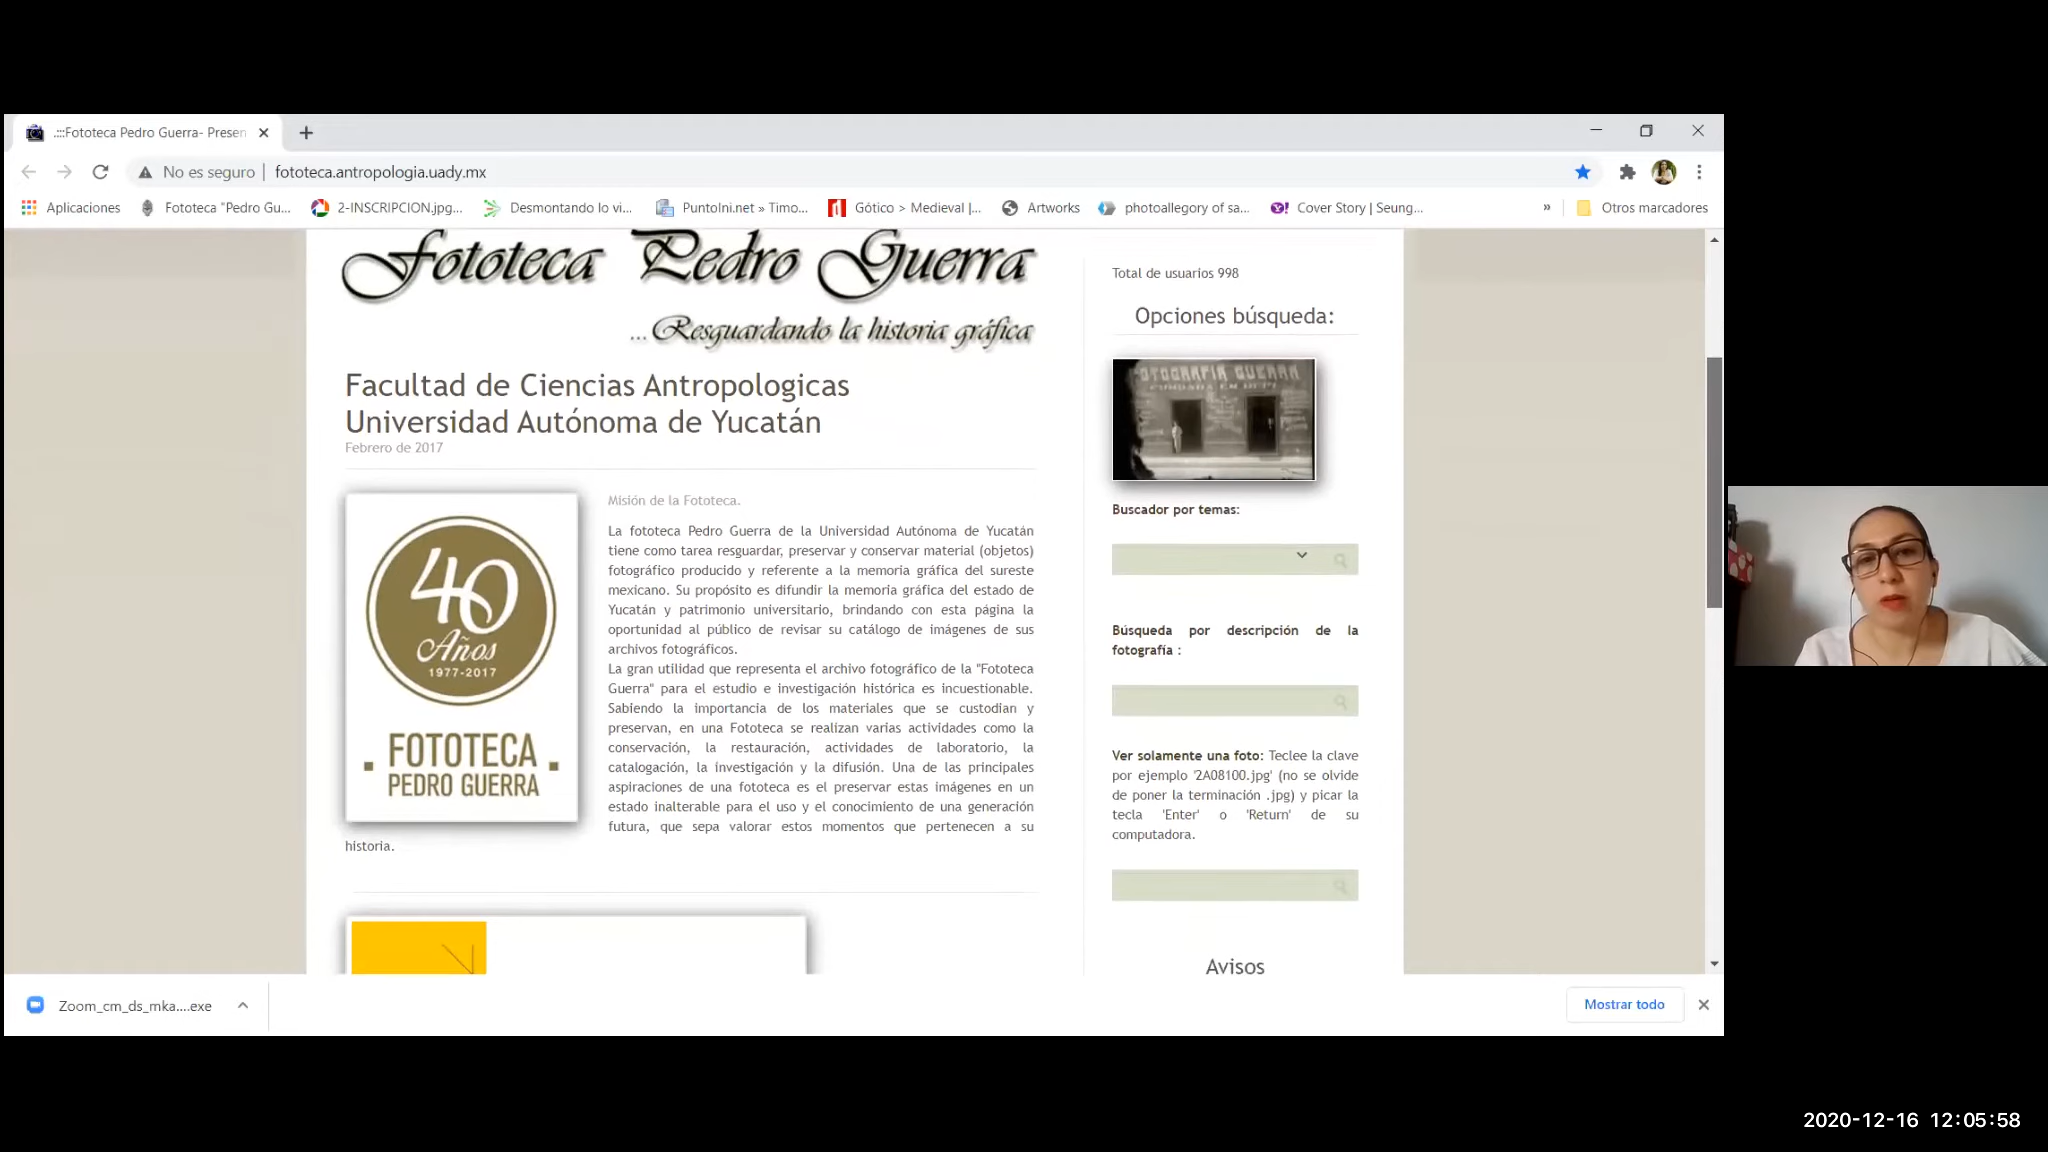 .:::Fototeca Pedro Guerra- Presen
No es seguro | fototeca.antropologia.uady.mx
Aplicaciones Fototeca "Pedro Gu... 2-INSCRIPCION.jpg... Desmontando lo vi... PuntoIni.net » Timo... Gótico > Medieval |... Artworks photoallegory of sa... Cover Story | Seung... » Otros marcadores
Fototeca Pedro Guerra
...Resguardando la historia gráfica
Facultad de Ciencias Antropologicas
Universidad Autónoma de Yucatán
Febrero de 2017
40
Años
1977-2017
FOTOTECA
PEDRO GUERRA
Misión de la Fototeca.
La fototeca Pedro Guerra de la Universidad Autónoma de Yucatán
tiene como tarea resguardar, preservar y conservar material (objetos)
fotográfico producido y referente a la memoria gráfica del sureste
mexicano. Su propósito es difundir la memoria gráfica del estado de
Yucatán y patrimonio universitario, brindando con esta página la
oportunidad al público de revisar su catálogo de imágenes de sus
archivos fotográficos.
La gran utilidad que representa el archivo fotográfico de la "Fototeca
Guerra" para el estudio e investigación histórica es incuestionable.
Sabiendo la importancia de los materiales que se custodian y
preservan, en una Fototeca se realizan varias actividades como la
conservación, la restauración, actividades de laboratorio, la
catalogación, la investigación y la difusión. Una de las principales
aspiraciones de una fototeca es el preservar estas imágenes en un
estado inalterable para el uso y el conocimiento de una generación
futura, que sepa valorar estos momentos que pertenecen a su
historia.
Total de usuarios 998
Opciones búsqueda:
FOTOGRAFIA GUERRA
Buscador por temas:
Búsqueda por descripción de la
fotografía :
Ver solamente una foto: Teclee la clave
por ejemplo '2A08100.jpg' (no se olvide
de poner la terminación .jpg) y picar la
tecla 'Enter' o 'Return' de su
computadora.
Avisos
Zoom_cm_ds_mka....exe
Mostrar todo
2020-12-16 12:05:58